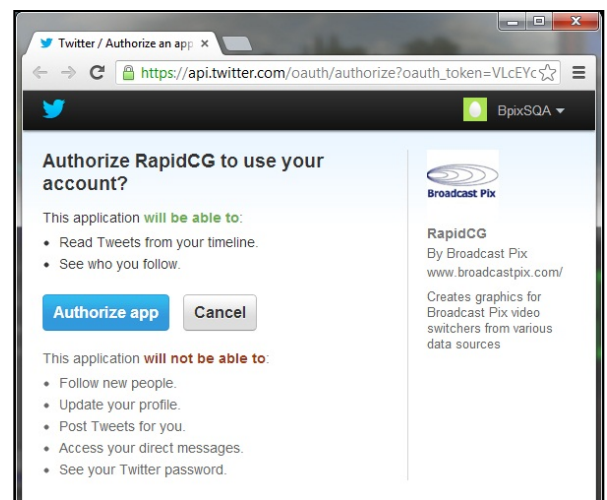 Twitter / Authorize an app
https://api.twitter.com/oauth/authorize?oauth_token=VLcEYc
BpixSQA
Authorize RapidCG to use your
account?
This application will be able to:
• Read Tweets from your timeline.
• See who you follow.
Authorize app
Cancel
This application will not be able to:
• Follow new people.
• Update your profile.
• Post Tweets for you.
• Access your direct messages.
• See your Twitter password.
Broadcast Pix
RapidCG
By Broadcast Pix
www.broadcastpix.com/
Creates graphics for
Broadcast Pix video
switchers from various
data sources